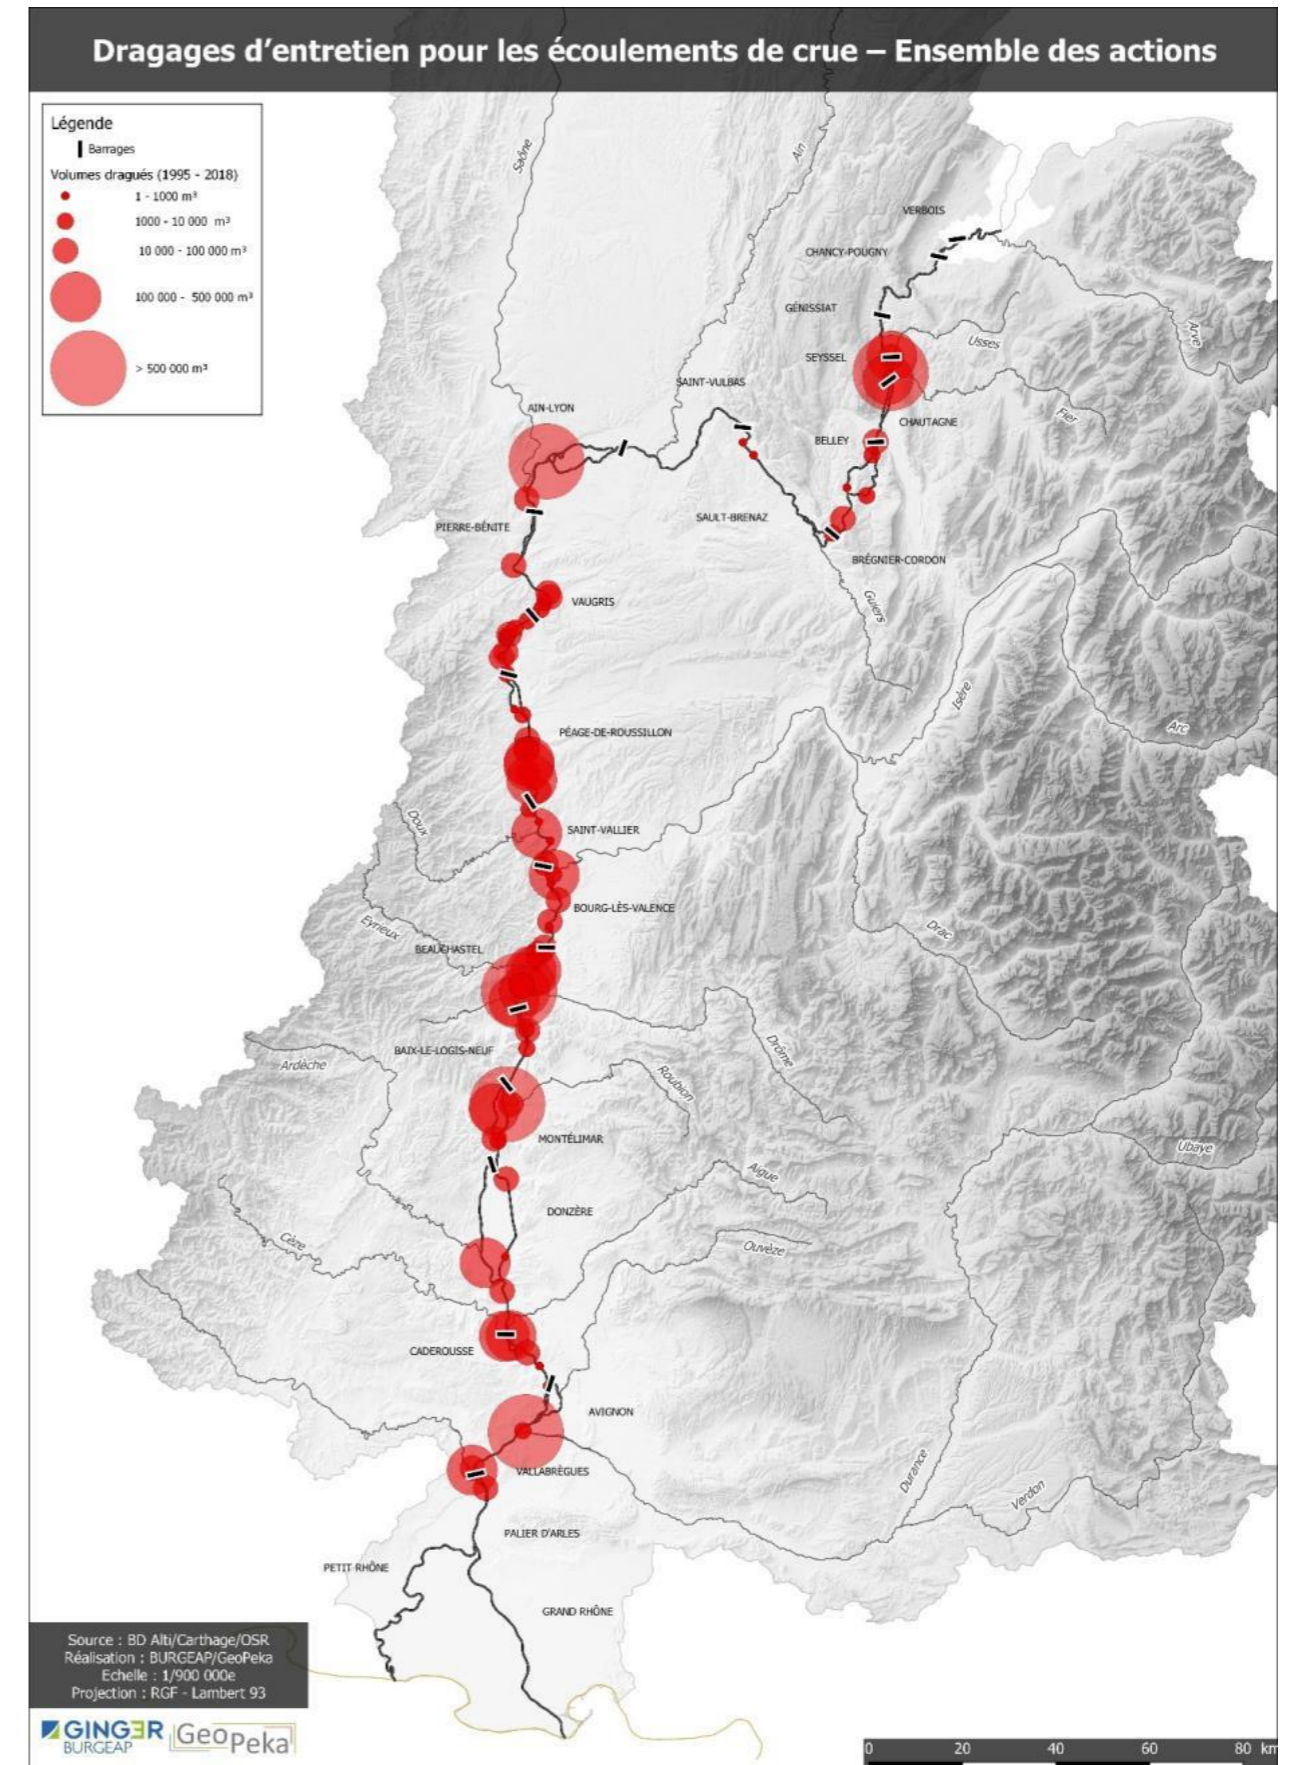 Dragages d'entretien pour les écoulements de crue – Ensemble des actions
Légende
Barrages
Volumes dragués (1995 - 2018)
1 - 1000 m³
1000 - 10 000 m³
10 000 - 100 000 m³
100 000 - 500 000 m³
> 500 000 m³
Saône
Ain
VERBOIS
CHANCY-POUGNY
GÉNISSIAT
Usses
Arve
SEYSSEL
SAINT-VULBAS
AIN-LYON
Fier
CHAUTAGNE
BELLEY
PIERRE-BÉNITE
SAULT-BRENAZ
BRÉGNIER-CORDON
VAUGRIS
Guiers
Isère
Arc
PÉAGE-DE-ROUSSILLON
Doux
SAINT-VALLIER
BOURG-LÈS-VALENCE
Eyrieux
Drac
BEAUCHASTEL
BAIX-LE-LOGIS-NEUF
Drôme
Ardèche
Roubion
MONTÉLIMAR
Ubaye
Aigue
DONZÈRE
Cèze
Ouvèze
CADEROUSSE
AVIGNON
VALLABRÈGUES
Durance
Verdon
PALIER D'ARLES
PETIT RHÔNE
GRAND RHÔNE
Source : BD Alti/Carthage/OSR
Réalisation : BURGEAP/GeoPeka
Echelle : 1/900 000e
Projection : RGF - Lambert 93
GINGER
BURGEAP
GeoPeka
0 20 40 60 80 km